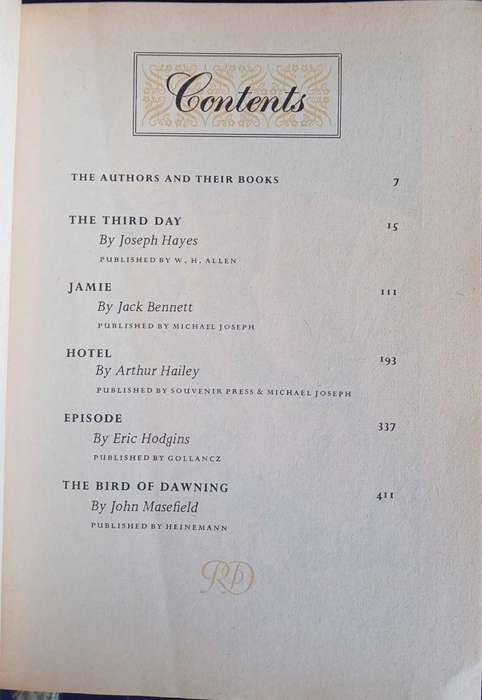 Contents
THE AUTHORS AND THEIR BOOKS 7
THE THIRD DAY 15
By Joseph Hayes
PUBLISHED BY W. H. ALLEN
JAMIE 111
By Jack Bennett
PUBLISHED BY MICHAEL JOSEPH
HOTEL 193
By Arthur Hailey
PUBLISHED BY SOUVENIR PRESS & MICHAEL JOSEPH
EPISODE 337
By Eric Hodgins
PUBLISHED BY GOLLANCZ
THE BIRD OF DAWNING 411
By John Masefield
PUBLISHED BY HEINEMANN